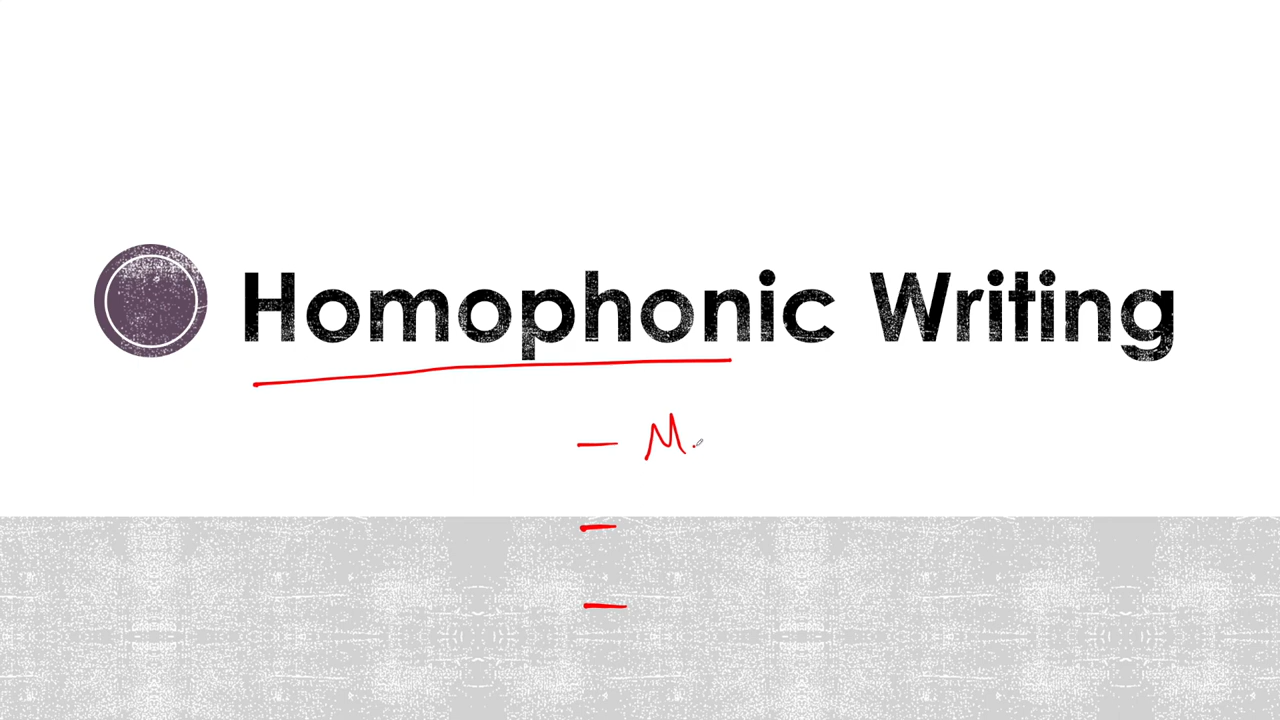 Homophonic Writing
– M
–
–